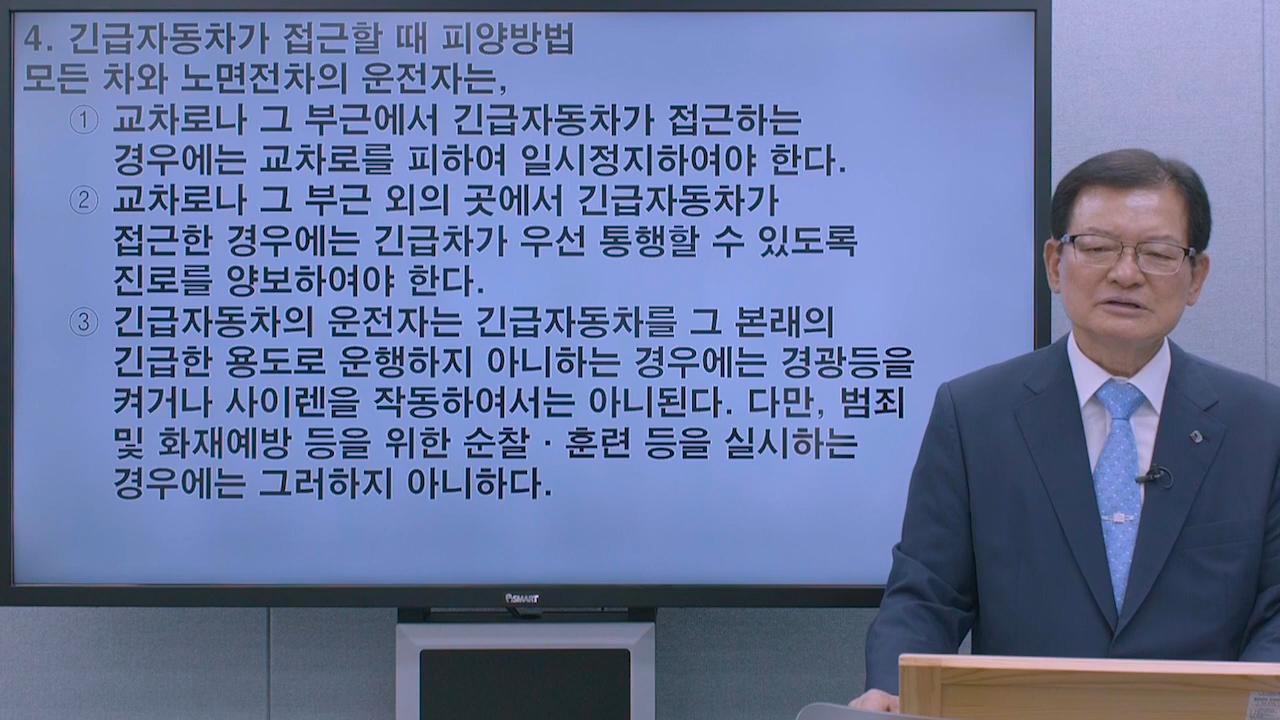 4. 긴급자동차가 접근할 때 피양방법
모든 차와 노면전차의 운전자는,
① 교차로나 그 부근에서 긴급자동차가 접근하는
경우에는 교차로를 피하여 일시정지하여야 한다.
② 교차로나 그 부근 외의 곳에서 긴급자동차가
접근한 경우에는 긴급차가 우선 통행할 수 있도록
진로를 양보하여야 한다.
③ 긴급자동차의 운전자는 긴급자동차를 그 본래의
긴급한 용도로 운행하지 아니하는 경우에는 경광등을
켜거나 사이렌을 작동하여서는 아니된다. 다만, 범죄
및 화재예방 등을 위한 순찰·훈련 등을 실시하는
경우에는 그러하지 아니하다.